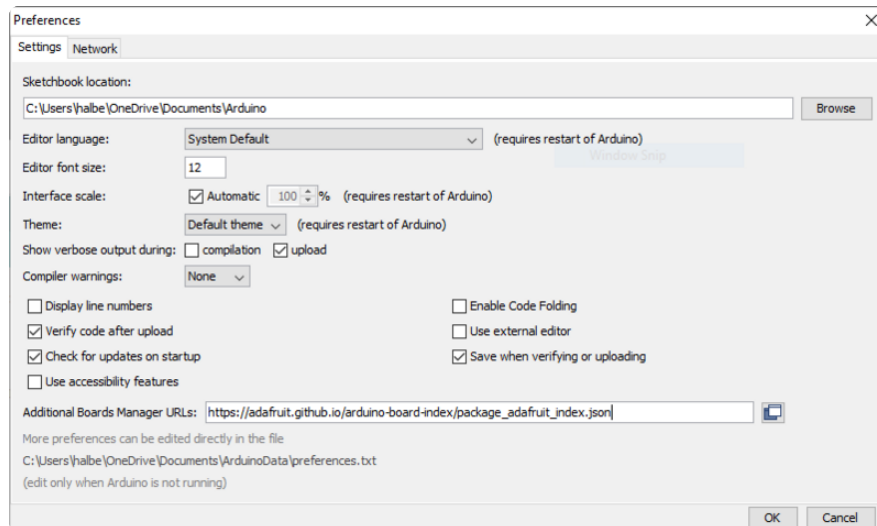 Preferences
Settings Network
Sketchbook location:
C:\Users\halbe\OneDrive\Documents\Arduino Browse
Editor language: System Default (requires restart of Arduino)
Window Snip
Editor font size: 12
Interface scale: Automatic 100 % (requires restart of Arduino)
Theme: Default theme (requires restart of Arduino)
Show verbose output during: compilation upload
Compiler warnings: None
Display line numbers Enable Code Folding
Verify code after upload Use external editor
Check for updates on startup Save when verifying or uploading
Use accessibility features
Additional Boards Manager URLs: https://adafruit.github.io/arduino-board-index/package_adafruit_index.json
More preferences can be edited directly in the file
C:\Users\halbe\OneDrive\Documents\ArduinoData\preferences.txt
(edit only when Arduino is not running)
OK Cancel